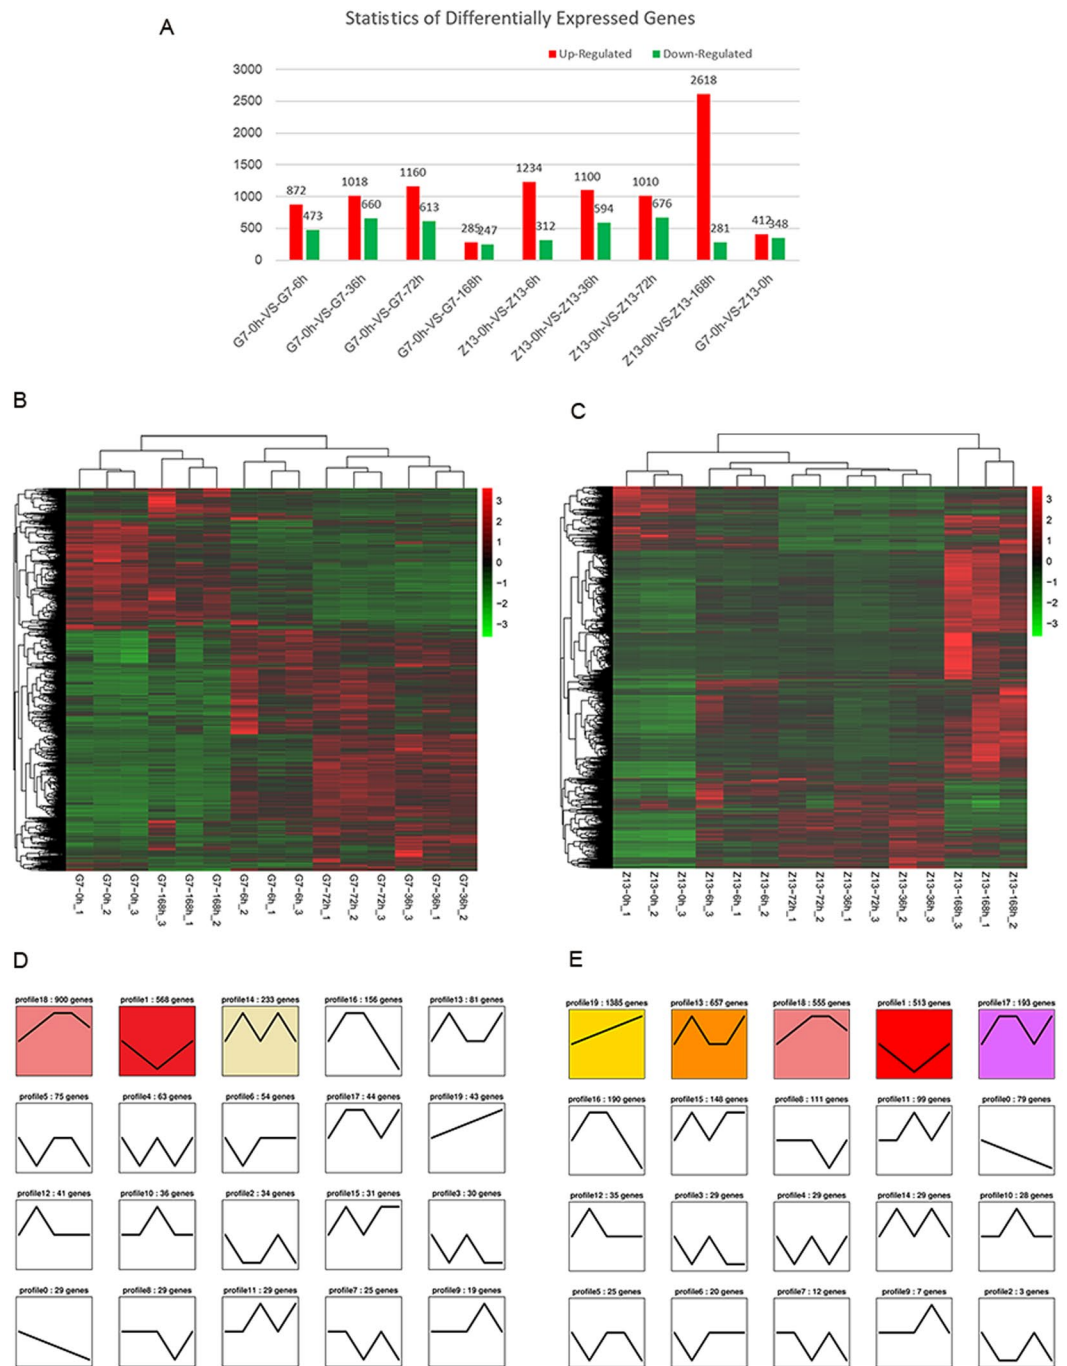 A
Statistics of Differentially Expressed Genes
Up-Regulated Down-Regulated
3000
2500
2000
1500
1000
500
0
872 473
1018 660
1160 613
285 247
1234 312
1100 594
1010 676
2618 281
412 348
G7-0h-VS-G7-6h
G7-0h-VS-G7-36h
G7-0h-VS-G7-72h
G7-0h-VS-G7-168h
Z13-0h-VS-Z13-6h
Z13-0h-VS-Z13-36h
Z13-0h-VS-Z13-72h
Z13-0h-VS-Z13-168h
G7-0h-VS-Z13-0h
B
3
2
1
0
−1
−2
−3
G7−0h_1
G7−0h_2
G7−0h_3
G7−168h_3
G7−168h_1
G7−168h_2
G7−6h_2
G7−6h_1
G7−6h_3
G7−72h_1
G7−72h_2
G7−72h_3
G7−36h_3
G7−36h_1
G7−36h_2
C
3
2
1
0
−1
−2
−3
Z13−0h_1
Z13−0h_2
Z13−0h_3
Z13−6h_3
Z13−6h_1
Z13−6h_2
Z13−72h_1
Z13−72h_2
Z13−36h_1
Z13−72h_3
Z13−36h_2
Z13−36h_3
Z13−168h_3
Z13−168h_1
Z13−168h_2
D
profile18 : 900 genes profile1 : 568 genes profile14 : 233 genes profile16 : 156 genes profile13 : 81 genes
profile5 : 75 genes profile4 : 63 genes profile6 : 54 genes profile17 : 44 genes profile19 : 43 genes
profile12 : 41 genes profile10 : 36 genes profile2 : 34 genes profile15 : 31 genes profile3 : 30 genes
profile0 : 29 genes profile8 : 29 genes profile11 : 29 genes profile7 : 25 genes profile9 : 19 genes
E
profile19 : 1385 genes profile13 : 657 genes profile18 : 555 genes profile1 : 513 genes profile17 : 193 genes
profile16 : 190 genes profile15 : 148 genes profile8 : 111 genes profile11 : 99 genes profile0 : 79 genes
profile12 : 35 genes profile3 : 29 genes profile4 : 29 genes profile14 : 29 genes profile10 : 28 genes
profile5 : 25 genes profile6 : 20 genes profile7 : 12 genes profile9 : 7 genes profile2 : 3 genes